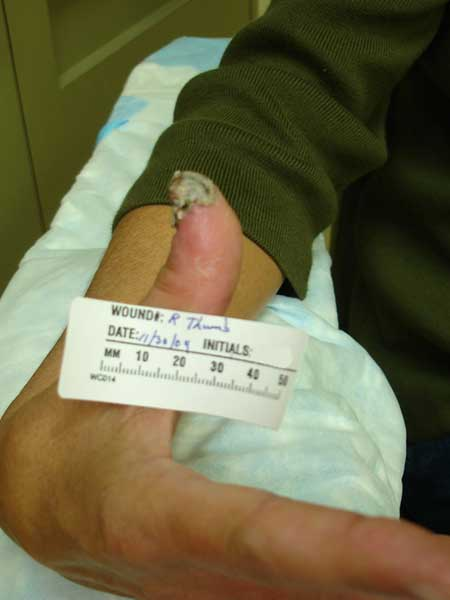 WOUND#: R Thumb
DATE: 11/30/09 INITIALS:
MM 10 20 30 40 50
WC014